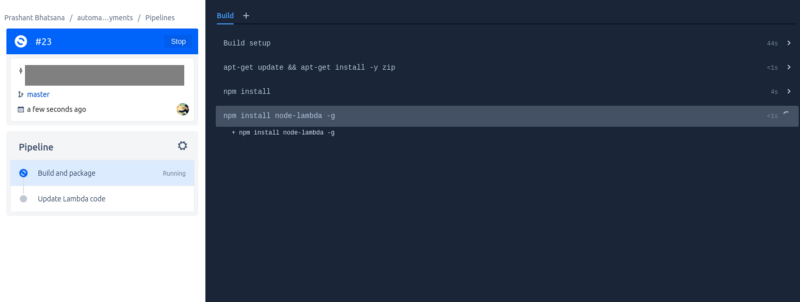 Prashant Bhatsana / automa...yments / Pipelines
#23 Stop
master
a few seconds ago
Pipeline
Build and package Running
Update Lambda code
Build +
Build setup 44s
apt-get update && apt-get install -y zip <1s
npm install 4s
npm install node-lambda -g <1s
+ npm install node-lambda -g